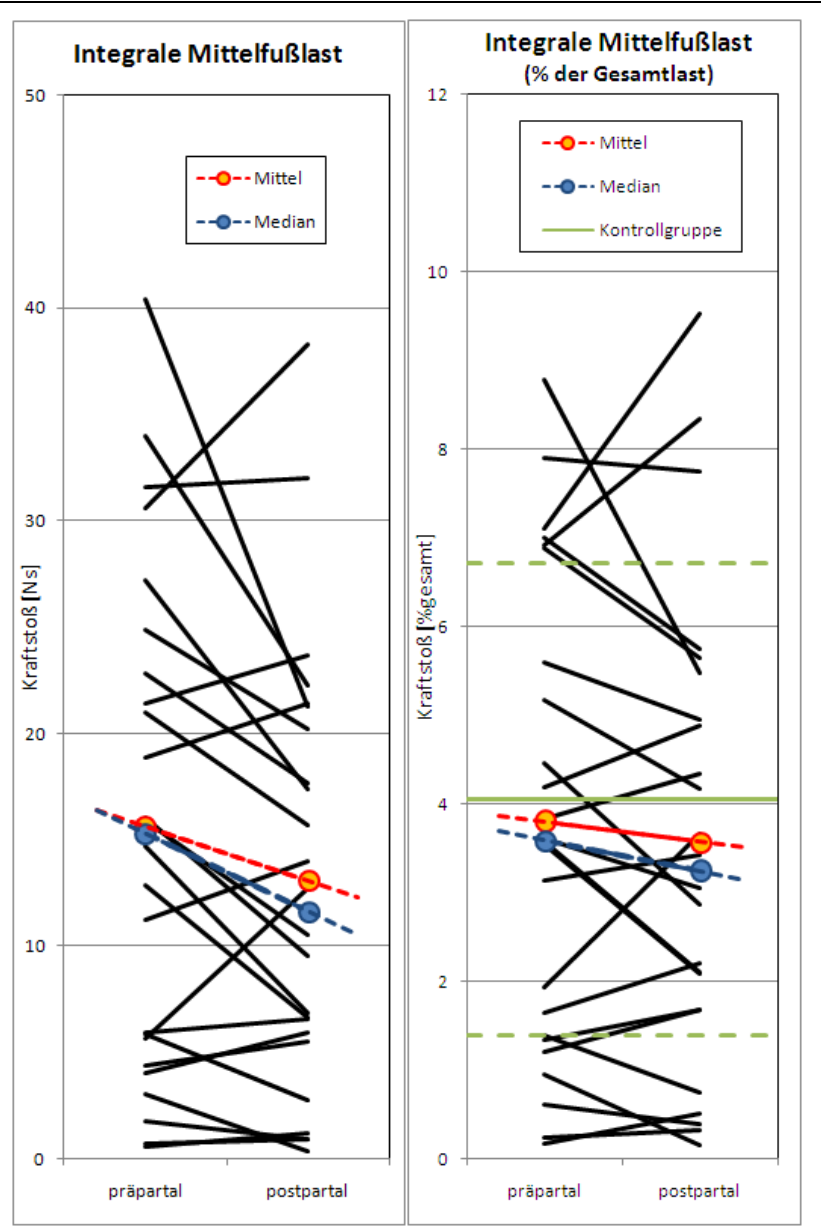 Integrale Mittelfußlast
50
40
30
20
10
0
Kraftstoß [Ns]
Mittel
Median
präpartal
postpartal
Integrale Mittelfußlast
(% der Gesamtlast)
12
10
8
6
4
2
0
Kraftstoß [%gesamt]
Mittel
Median
Kontrollgruppe
präpartal
postpartal